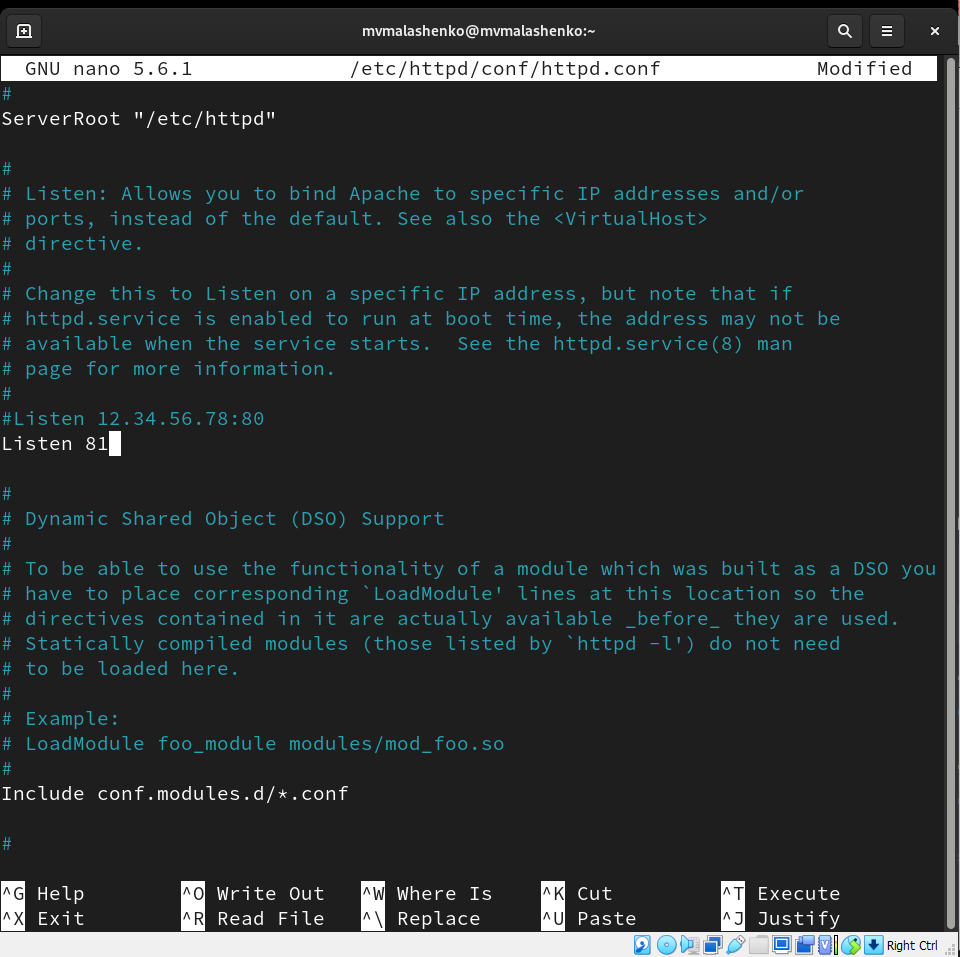 mvmalashenko@mvmalashenko:~
GNU nano 5.6.1 /etc/httpd/conf/httpd.conf Modified
#
ServerRoot "/etc/httpd"
#
# Listen: Allows you to bind Apache to specific IP addresses and/or
# ports, instead of the default. See also the <VirtualHost>
# directive.
#
# Change this to Listen on a specific IP address, but note that if
# httpd.service is enabled to run at boot time, the address may not be
# available when the service starts.  See the httpd.service(8) man
# page for more information.
#
#Listen 12.34.56.78:80
Listen 81
#
# Dynamic Shared Object (DSO) Support
#
# To be able to use the functionality of a module which was built as a DSO you
# have to place corresponding `LoadModule' lines at this location so the
# directives contained in it are actually available _before_ they are used.
# Statically compiled modules (those listed by `httpd -l') do not need
# to be loaded here.
#
# Example:
# LoadModule foo_module modules/mod_foo.so
#
Include conf.modules.d/*.conf
#
^G Help ^O Write Out ^W Where Is ^K Cut ^T Execute
^X Exit ^R Read File ^\ Replace ^U Paste ^J Justify
Right Ctrl